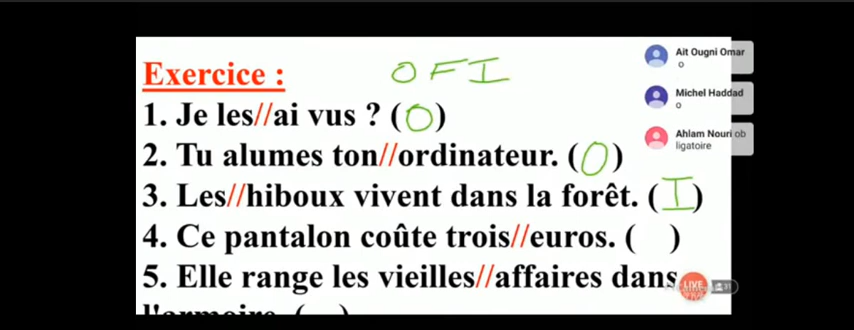 Exercice : O F I
1. Je les//ai vus ? (O)
2. Tu alumes ton//ordinateur. (O)
3. Les//hiboux vivent dans la forêt. (I)
4. Ce pantalon coûte trois//euros. ( )
5. Elle range les vieilles//affaires dans
l'armoire. ( )
Ait Ougni Omar
o
Michel Haddad
o
Ahlam Nouri ob
ligatoire
LIVE